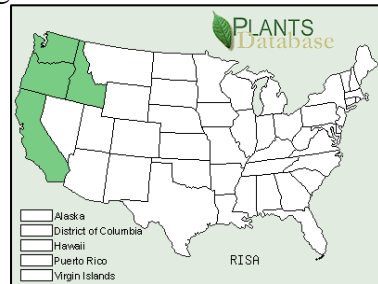 PLANTS
Database
Alaska
District of Columbia
Hawaii
Puerto Rico
Virgin Islands
RISA